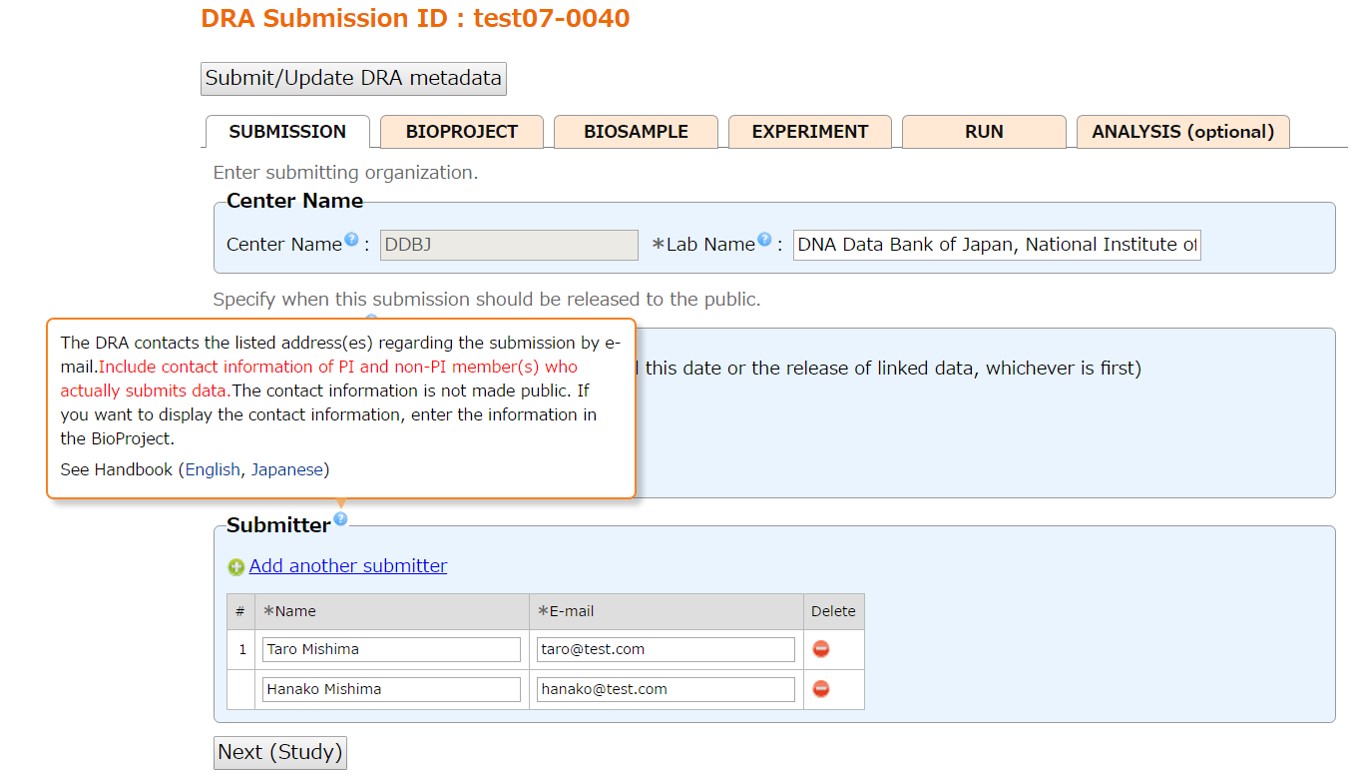 DRA Submission ID : test07-0040
Submit/Update DRA metadata
SUBMISSION BIOPROJECT BIOSAMPLE EXPERIMENT RUN ANALYSIS (optional)
Enter submitting organization.
Center Name
Center Name ? : DDBJ *Lab Name ? : DNA Data Bank of Japan, National Institute of
Specify when this submission should be released to the public.
The DRA contacts the listed address(es) regarding the submission by e-
mail.Include contact information of PI and non-PI member(s) who
actually submits data.The contact information is not made public. If
you want to display the contact information, enter the information in
the BioProject.
See Handbook (English, Japanese)
this date or the release of linked data, whichever is first)
Submitter ?
Add another submitter
# *Name *E-mail Delete
1 Taro Mishima taro@test.com
Hanako Mishima hanako@test.com
Next (Study)